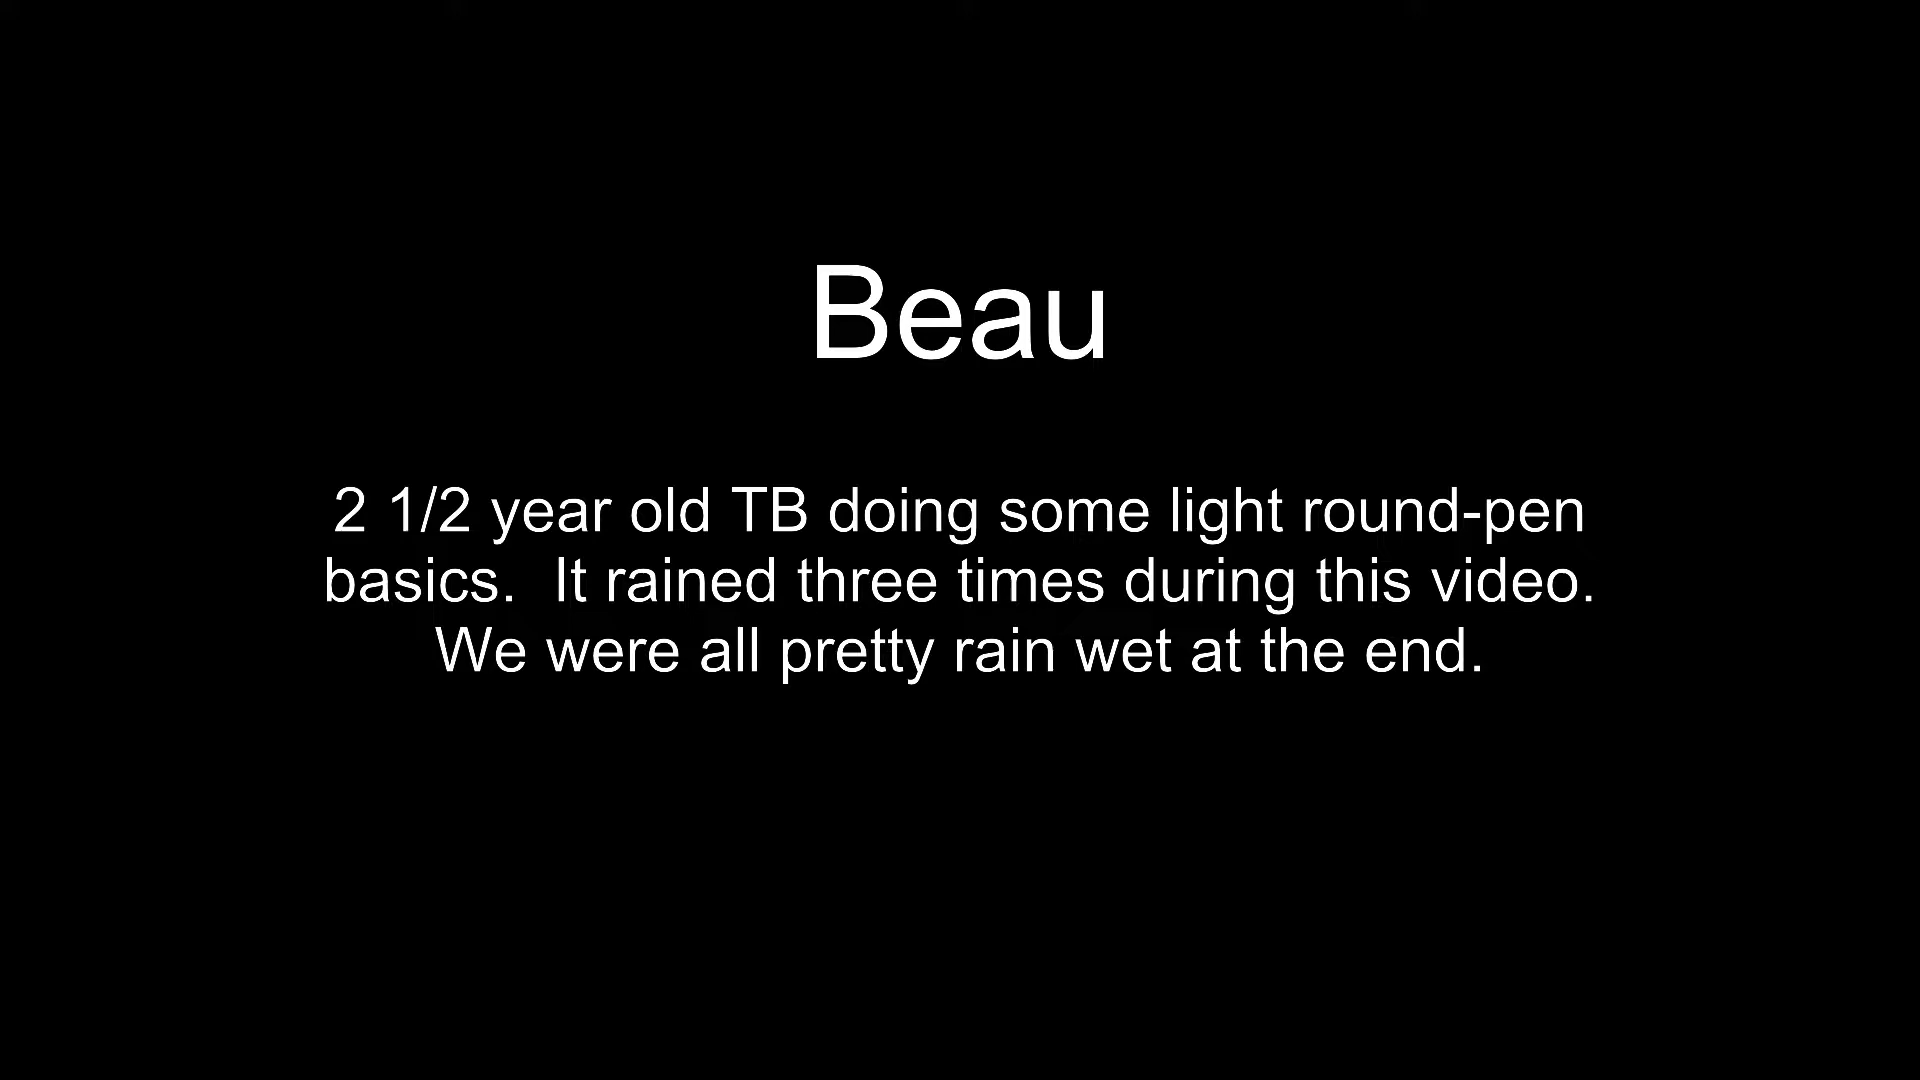 Beau
2 1/2 year old TB doing some light round-pen
basics.  It rained three times during this video.
We were all pretty rain wet at the end.